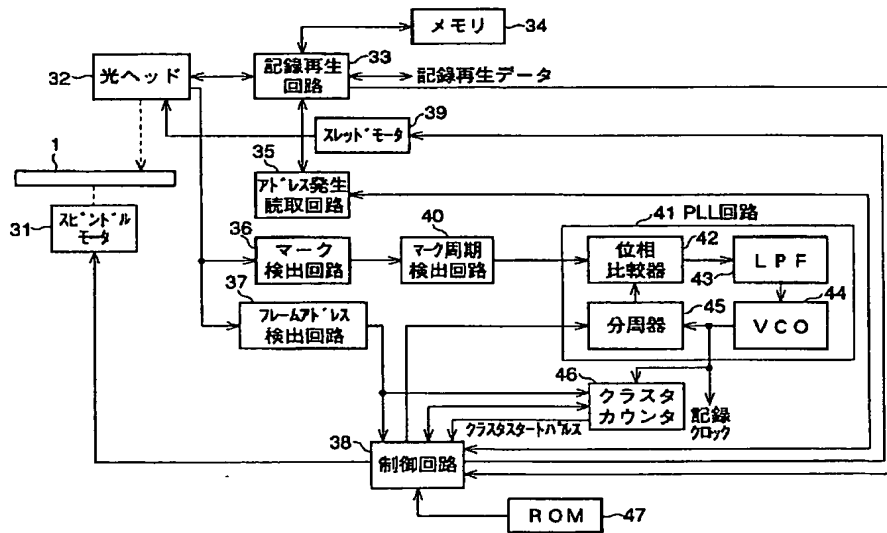 メモリ
34
32
光ヘッド
記録再生
回路
33
記録再生データ
39
スレッドモータ
1
35
アドレス発生
読取回路
31
スピンドル
モータ
36
マーク
検出回路
40
マーク周期
検出回路
41 PLL回路
位相
比較器
42
LPF
43
37
フレームアドレス
検出回路
分周器
45
VCO
44
46
クラスタ
カウンタ
記録
クロック
クラスタスタートパルス
38
制御回路
ROM
47